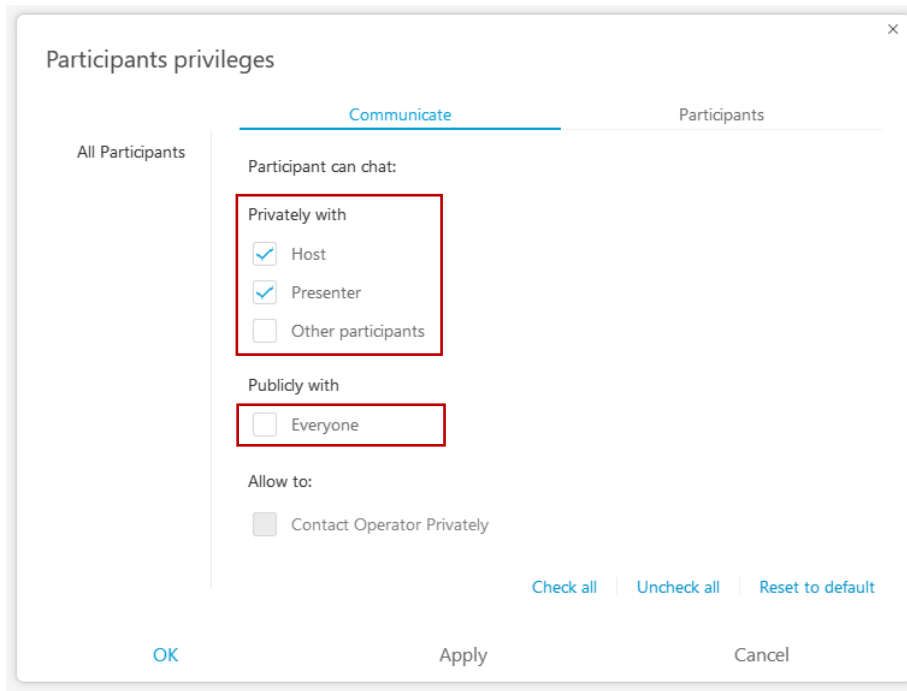 Participants privileges
Communicate
Participants
All Participants
Participant can chat:
Privately with
Host
Presenter
Other participants
Publicly with
Everyone
Allow to:
Contact Operator Privately
Check all
Uncheck all
Reset to default
OK
Apply
Cancel